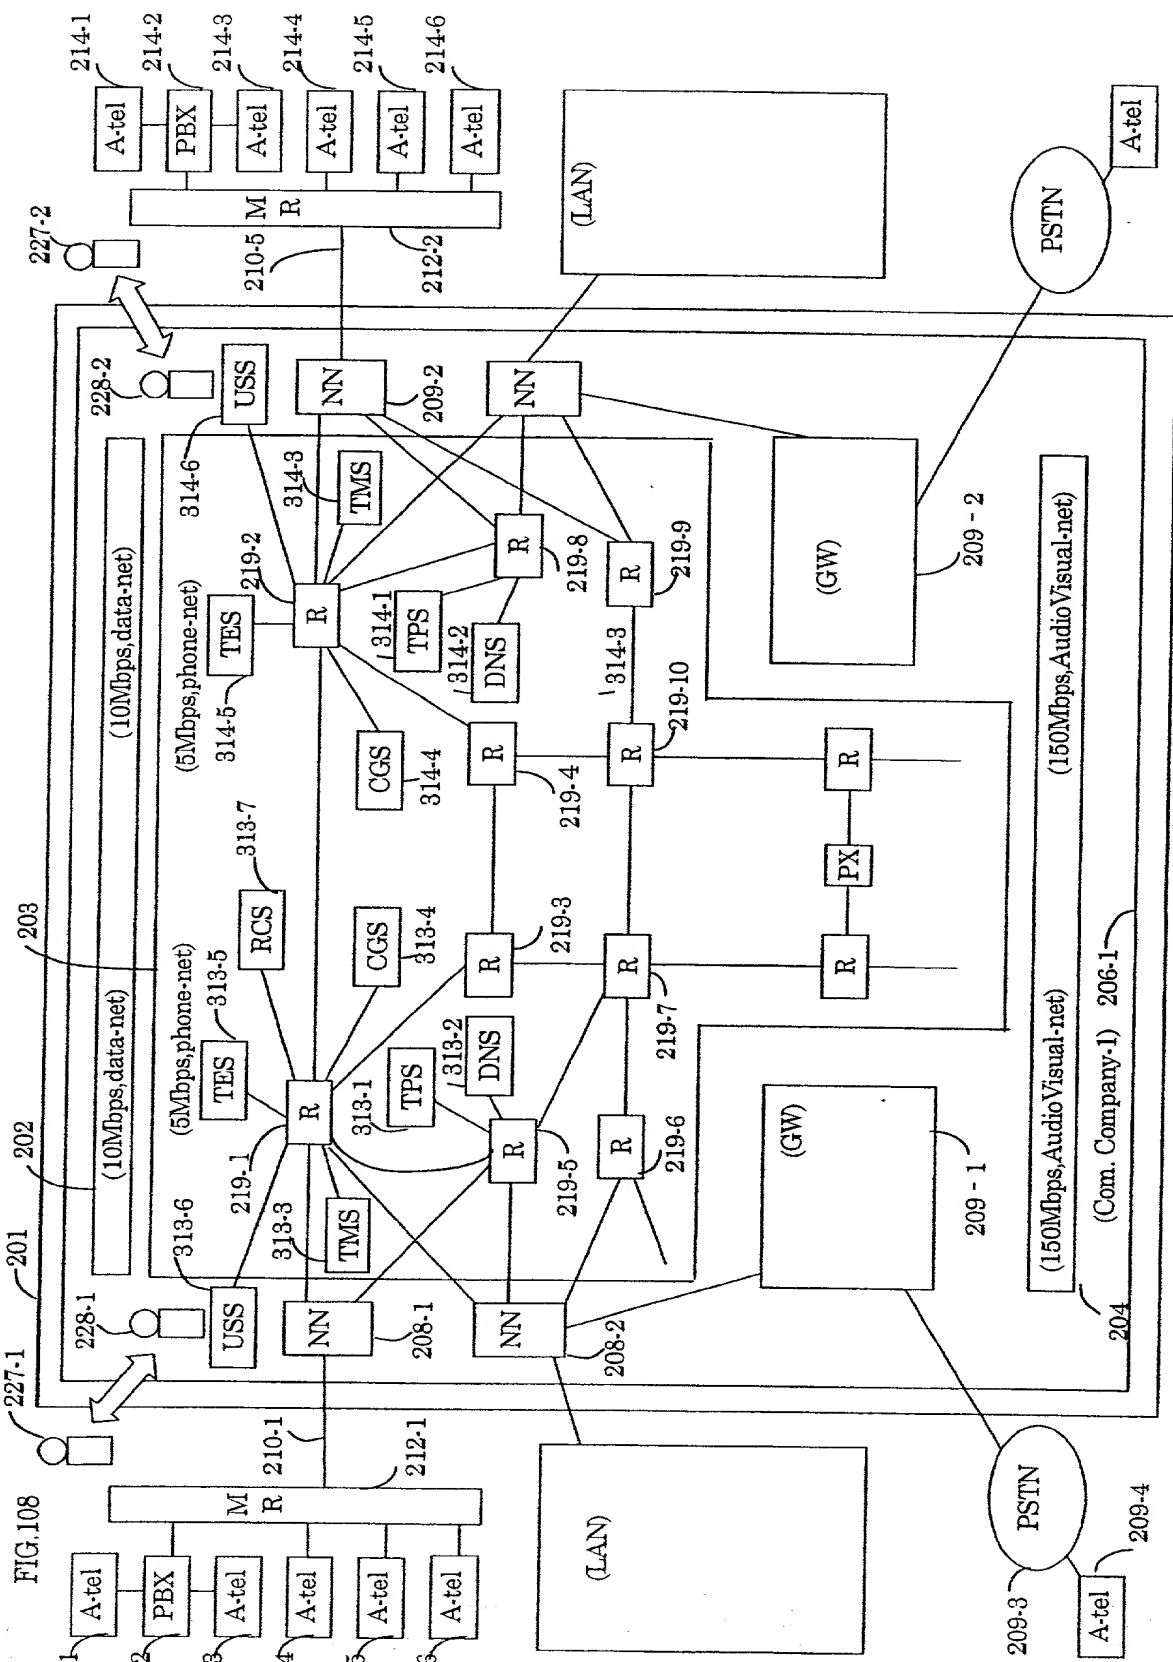 FIG.108
227-1
201
202
203
227-2
214-1
214-2
214-3
214-4
214-5
214-6
A-tel
PBX
A-tel
A-tel
A-tel
A-tel
M R
210-1
212-1
228-1
313-6
USS
NN
208-1
NN
208-2
(LAN)
(10Mbps,data-net)
(10Mbps,data-net)
(5Mbps,phone-net)
(5Mbps,phone-net)
TES
313-5
RCS
313-7
219-1
R
313-3
TMS
313-1
TPS
313-2
DNS
CGS
313-4
R
219-5
R
219-6
R
219-3
R
219-7
R
PX
R
314-5
TES
219-2
R
314-6
USS
228-2
314-3
TMS
CGS
314-4
314-1
TPS
314-2
DNS
R
219-4
R
219-8
R
219-9
314-3
R
219-10
NN
209-2
NN
210-5
212-2
M R
A-tel
PBX
A-tel
A-tel
A-tel
A-tel
(LAN)
(GW)
209-1
(GW)
209-2
PSTN
209-3
A-tel
209-4
PSTN
A-tel
(150Mbps,AudioVisual-net)
(150Mbps,AudioVisual-net)
204
(Com. Company-1)
206-1
1
2
3
4
5